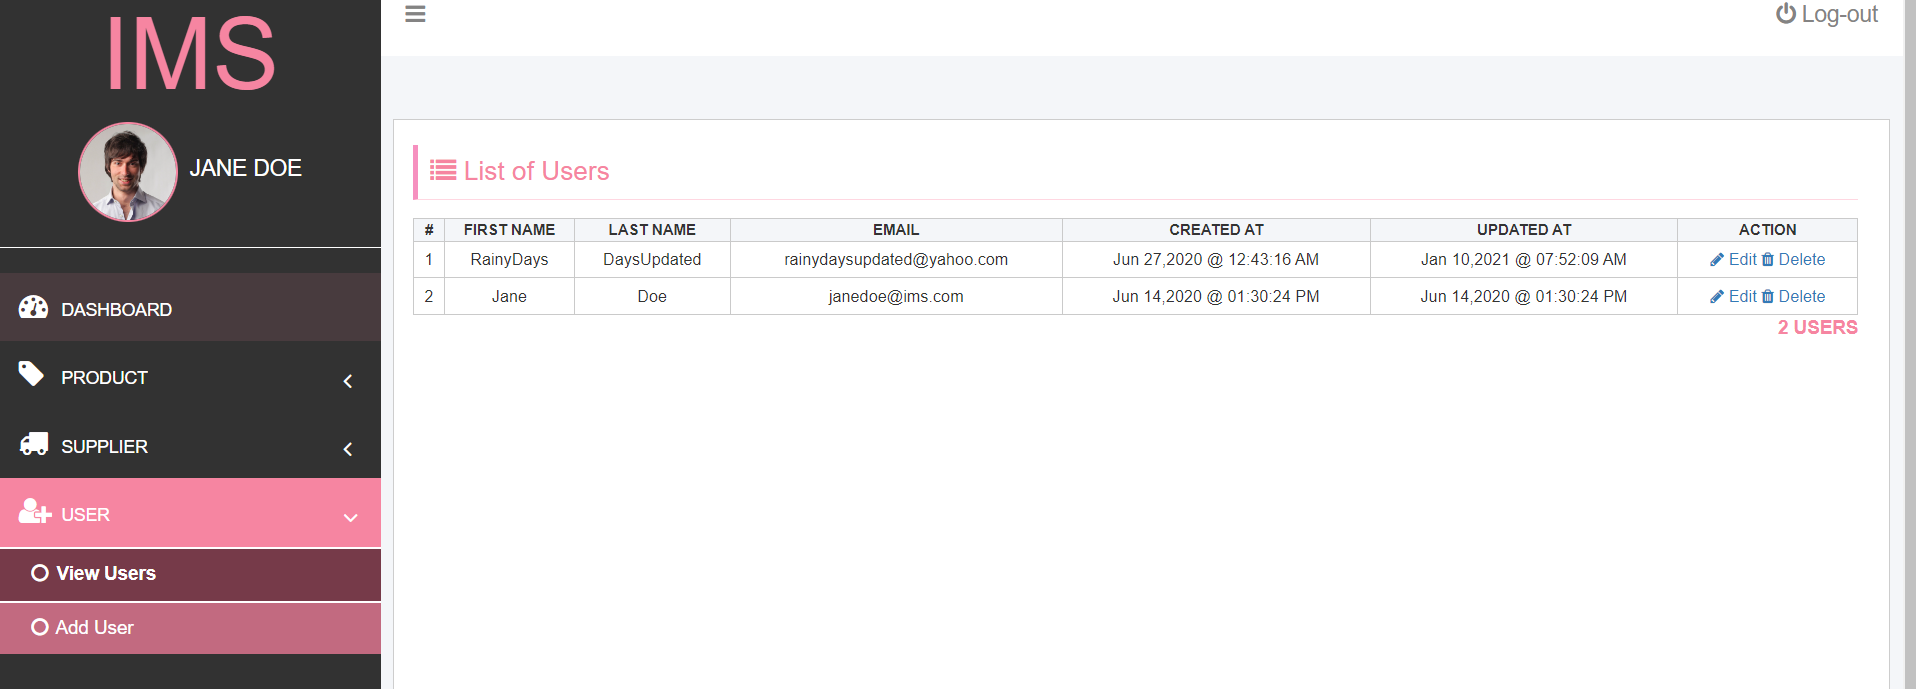 IMS
JANE DOE
DASHBOARD
PRODUCT
SUPPLIER
USER
View Users
Add User
Log-out
List of Users
# FIRST NAME LAST NAME EMAIL CREATED AT UPDATED AT ACTION
1 RainyDays DaysUpdated rainydaysupdated@yahoo.com Jun 27,2020 @ 12:43:16 AM Jan 10,2021 @ 07:52:09 AM Edit Delete
2 Jane Doe janedoe@ims.com Jun 14,2020 @ 01:30:24 PM Jun 14,2020 @ 01:30:24 PM Edit Delete
2 USERS